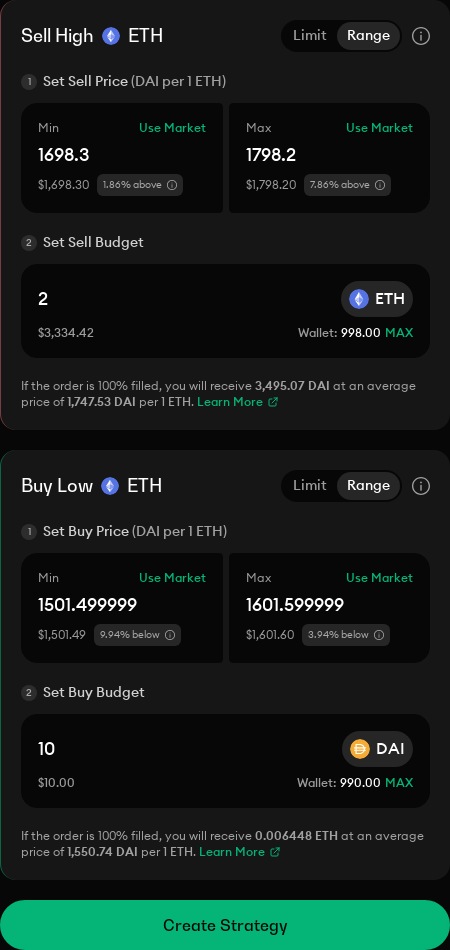 Sell High ETH Limit Range
1 Set Sell Price (DAI per 1 ETH)
Min Use Market Max Use Market
1698.3 1798.2
$1,698.30 1.86% above $1,798.20 7.86% above
2 Set Sell Budget
2 ETH
$3,334.42 Wallet: 998.00 MAX
If the order is 100% filled, you will receive 3,495.07 DAI at an average
price of 1,747.53 DAI per 1 ETH. Learn More
Buy Low ETH Limit Range
1 Set Buy Price (DAI per 1 ETH)
Min Use Market Max Use Market
1501.499999 1601.599999
$1,501.49 9.94% below $1,601.60 3.94% below
2 Set Buy Budget
10 DAI
$10.00 Wallet: 990.00 MAX
If the order is 100% filled, you will receive 0.006448 ETH at an average
price of 1,550.74 DAI per 1 ETH. Learn More
Create Strategy